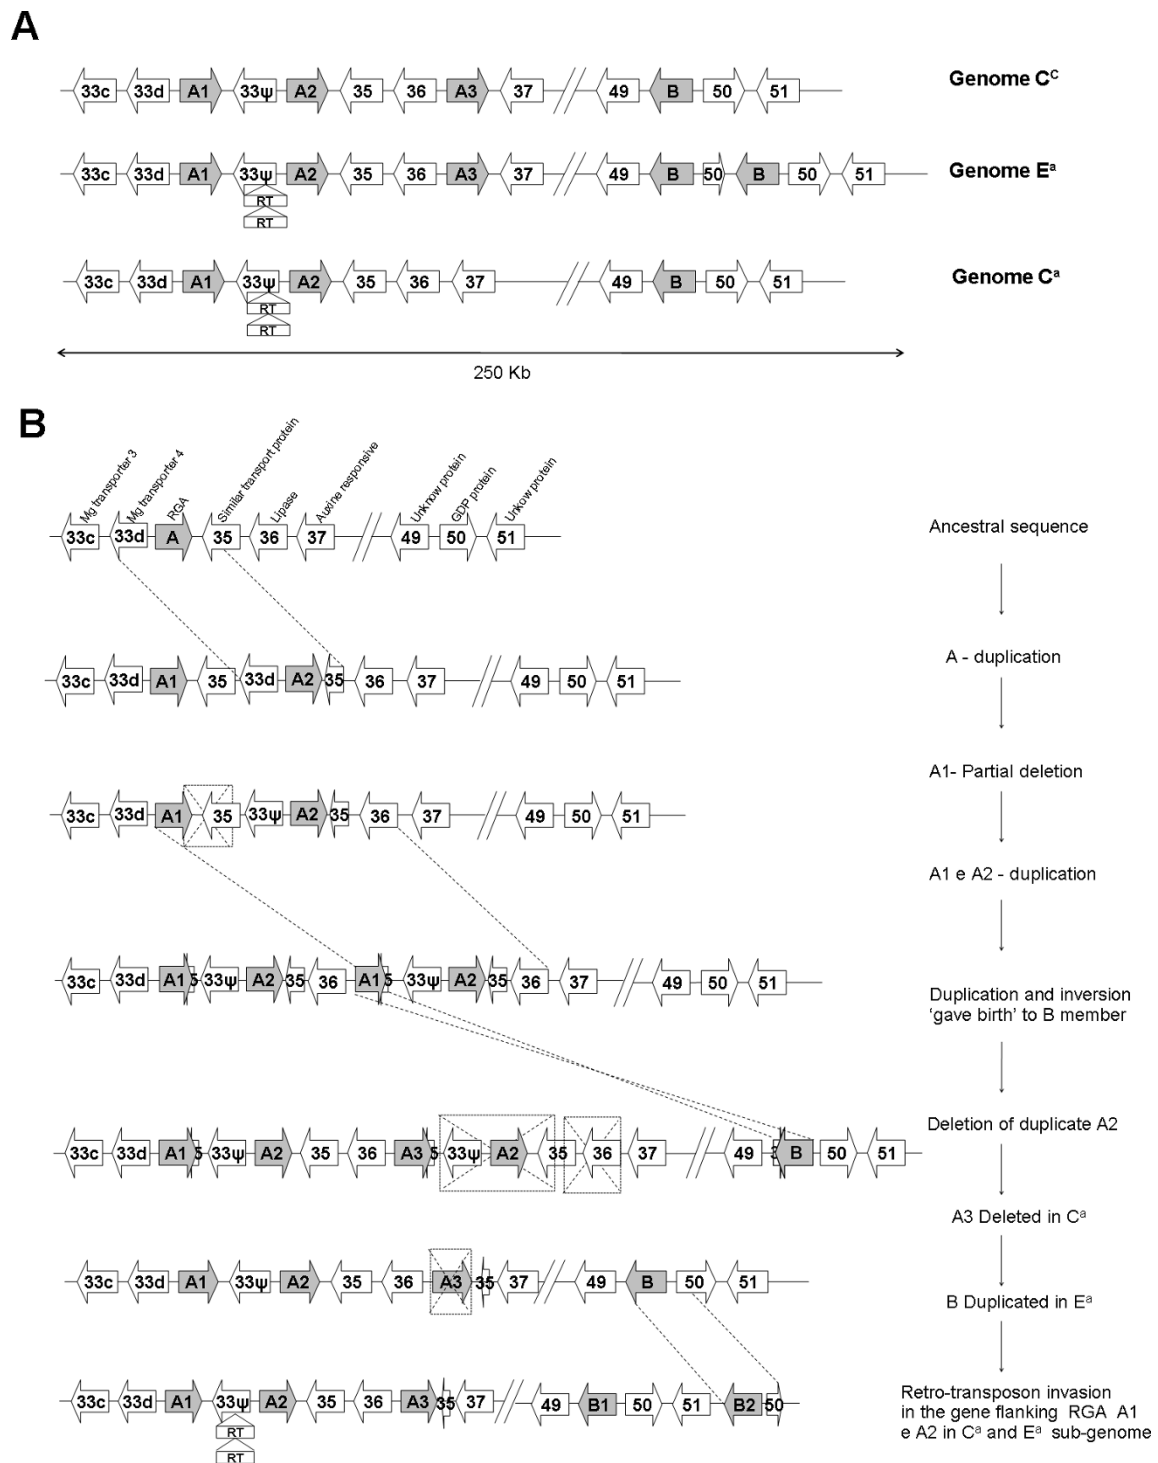 A
33c 33d A1 33ψ A2 35 36 A3 37 49 B 50 51 Genome Cᶜ
33c 33d A1 33ψ A2 35 36 A3 37 49 B 50 B 50 51 Genome Eᵃ
RT
RT
33c 33d A1 33ψ A2 35 36 37 49 B 50 51 Genome Cᵃ
RT
RT
250 Kb
B
Mg transporter 3
Mg transporter 4
RGA
Similar transport protein
Lipase
Auxine responsive
Unknow protein
GDP protein
Unkow protein
33c 33d A 35 36 37 49 50 51 Ancestral sequence
33c 33d A1 35 33d A2 35 36 37 49 50 51 A - duplication
33c 33d A1 35 33ψ A2 35 36 37 49 50 51 A1- Partial deletion
A1 e A2 - duplication
33c 33d A1 5 33ψ A2 35 36 A1 5 33ψ A2 35 36 37 49 50 51
Duplication and inversion
‘gave birth’ to B member
33c 33d A1 5 33ψ A2 35 36 A3 5 33ψ A2 35 36 37 49 3 B 50 51 Deletion of duplicate A2
A3 Deleted in Cᵃ
33c 33d A1 33ψ A2 35 36 A3 35 37 49 B 50 51
B Duplicated in Eᵃ
33c 33d A1 33ψ A2 35 36 A3 35 37 49 B1 50 51 B2 50
RT
RT
Retro-transposon invasion
in the gene flanking RGA A1
e A2 in Cᵃ and Eᵃ sub-genome